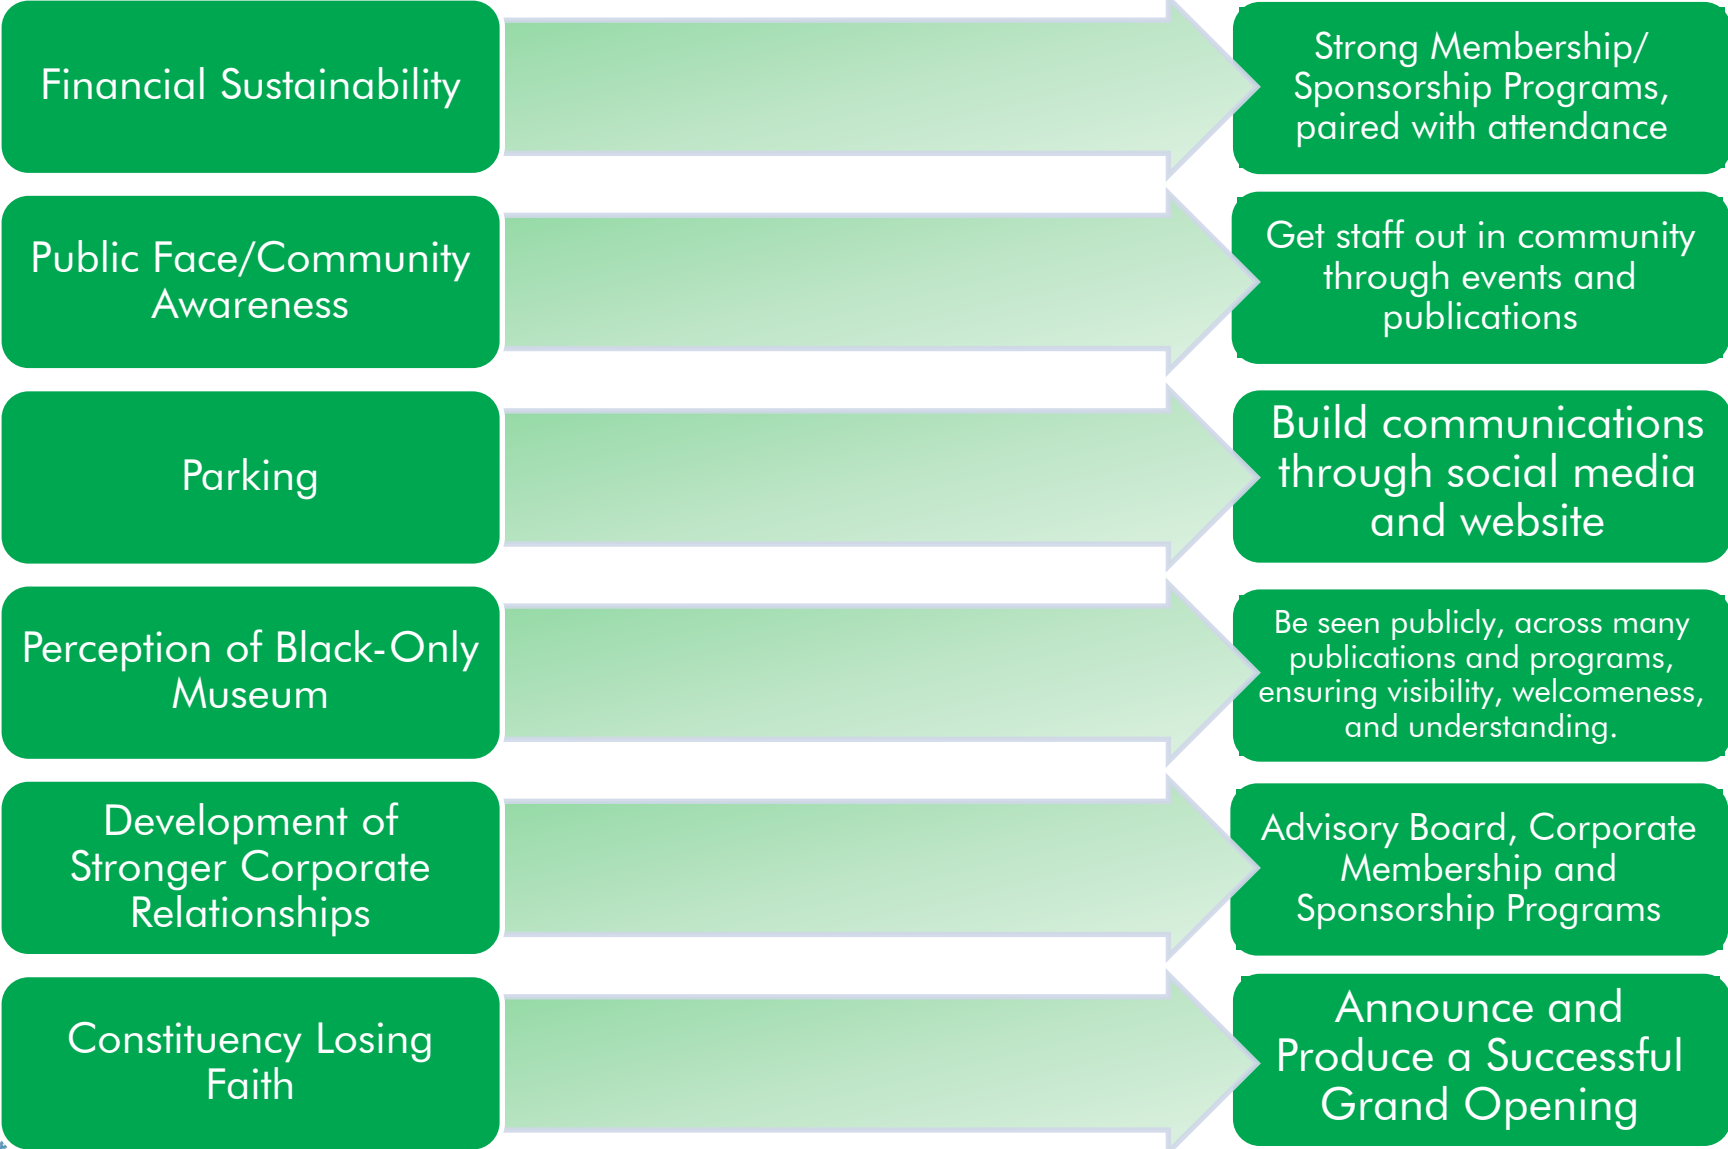 Financial Sustainability
Strong Membership/
Sponsorship Programs,
paired with attendance
Public Face/Community
Awareness
Get staff out in community
through events and
publications
Parking
Build communications
through social media
and website
Perception of Black-Only
Museum
Be seen publicly, across many
publications and programs,
ensuring visibility, welcomeness,
and understanding.
Development of
Stronger Corporate
Relationships
Advisory Board, Corporate
Membership and
Sponsorship Programs
Constituency Losing
Faith
Announce and
Produce a Successful
Grand Opening